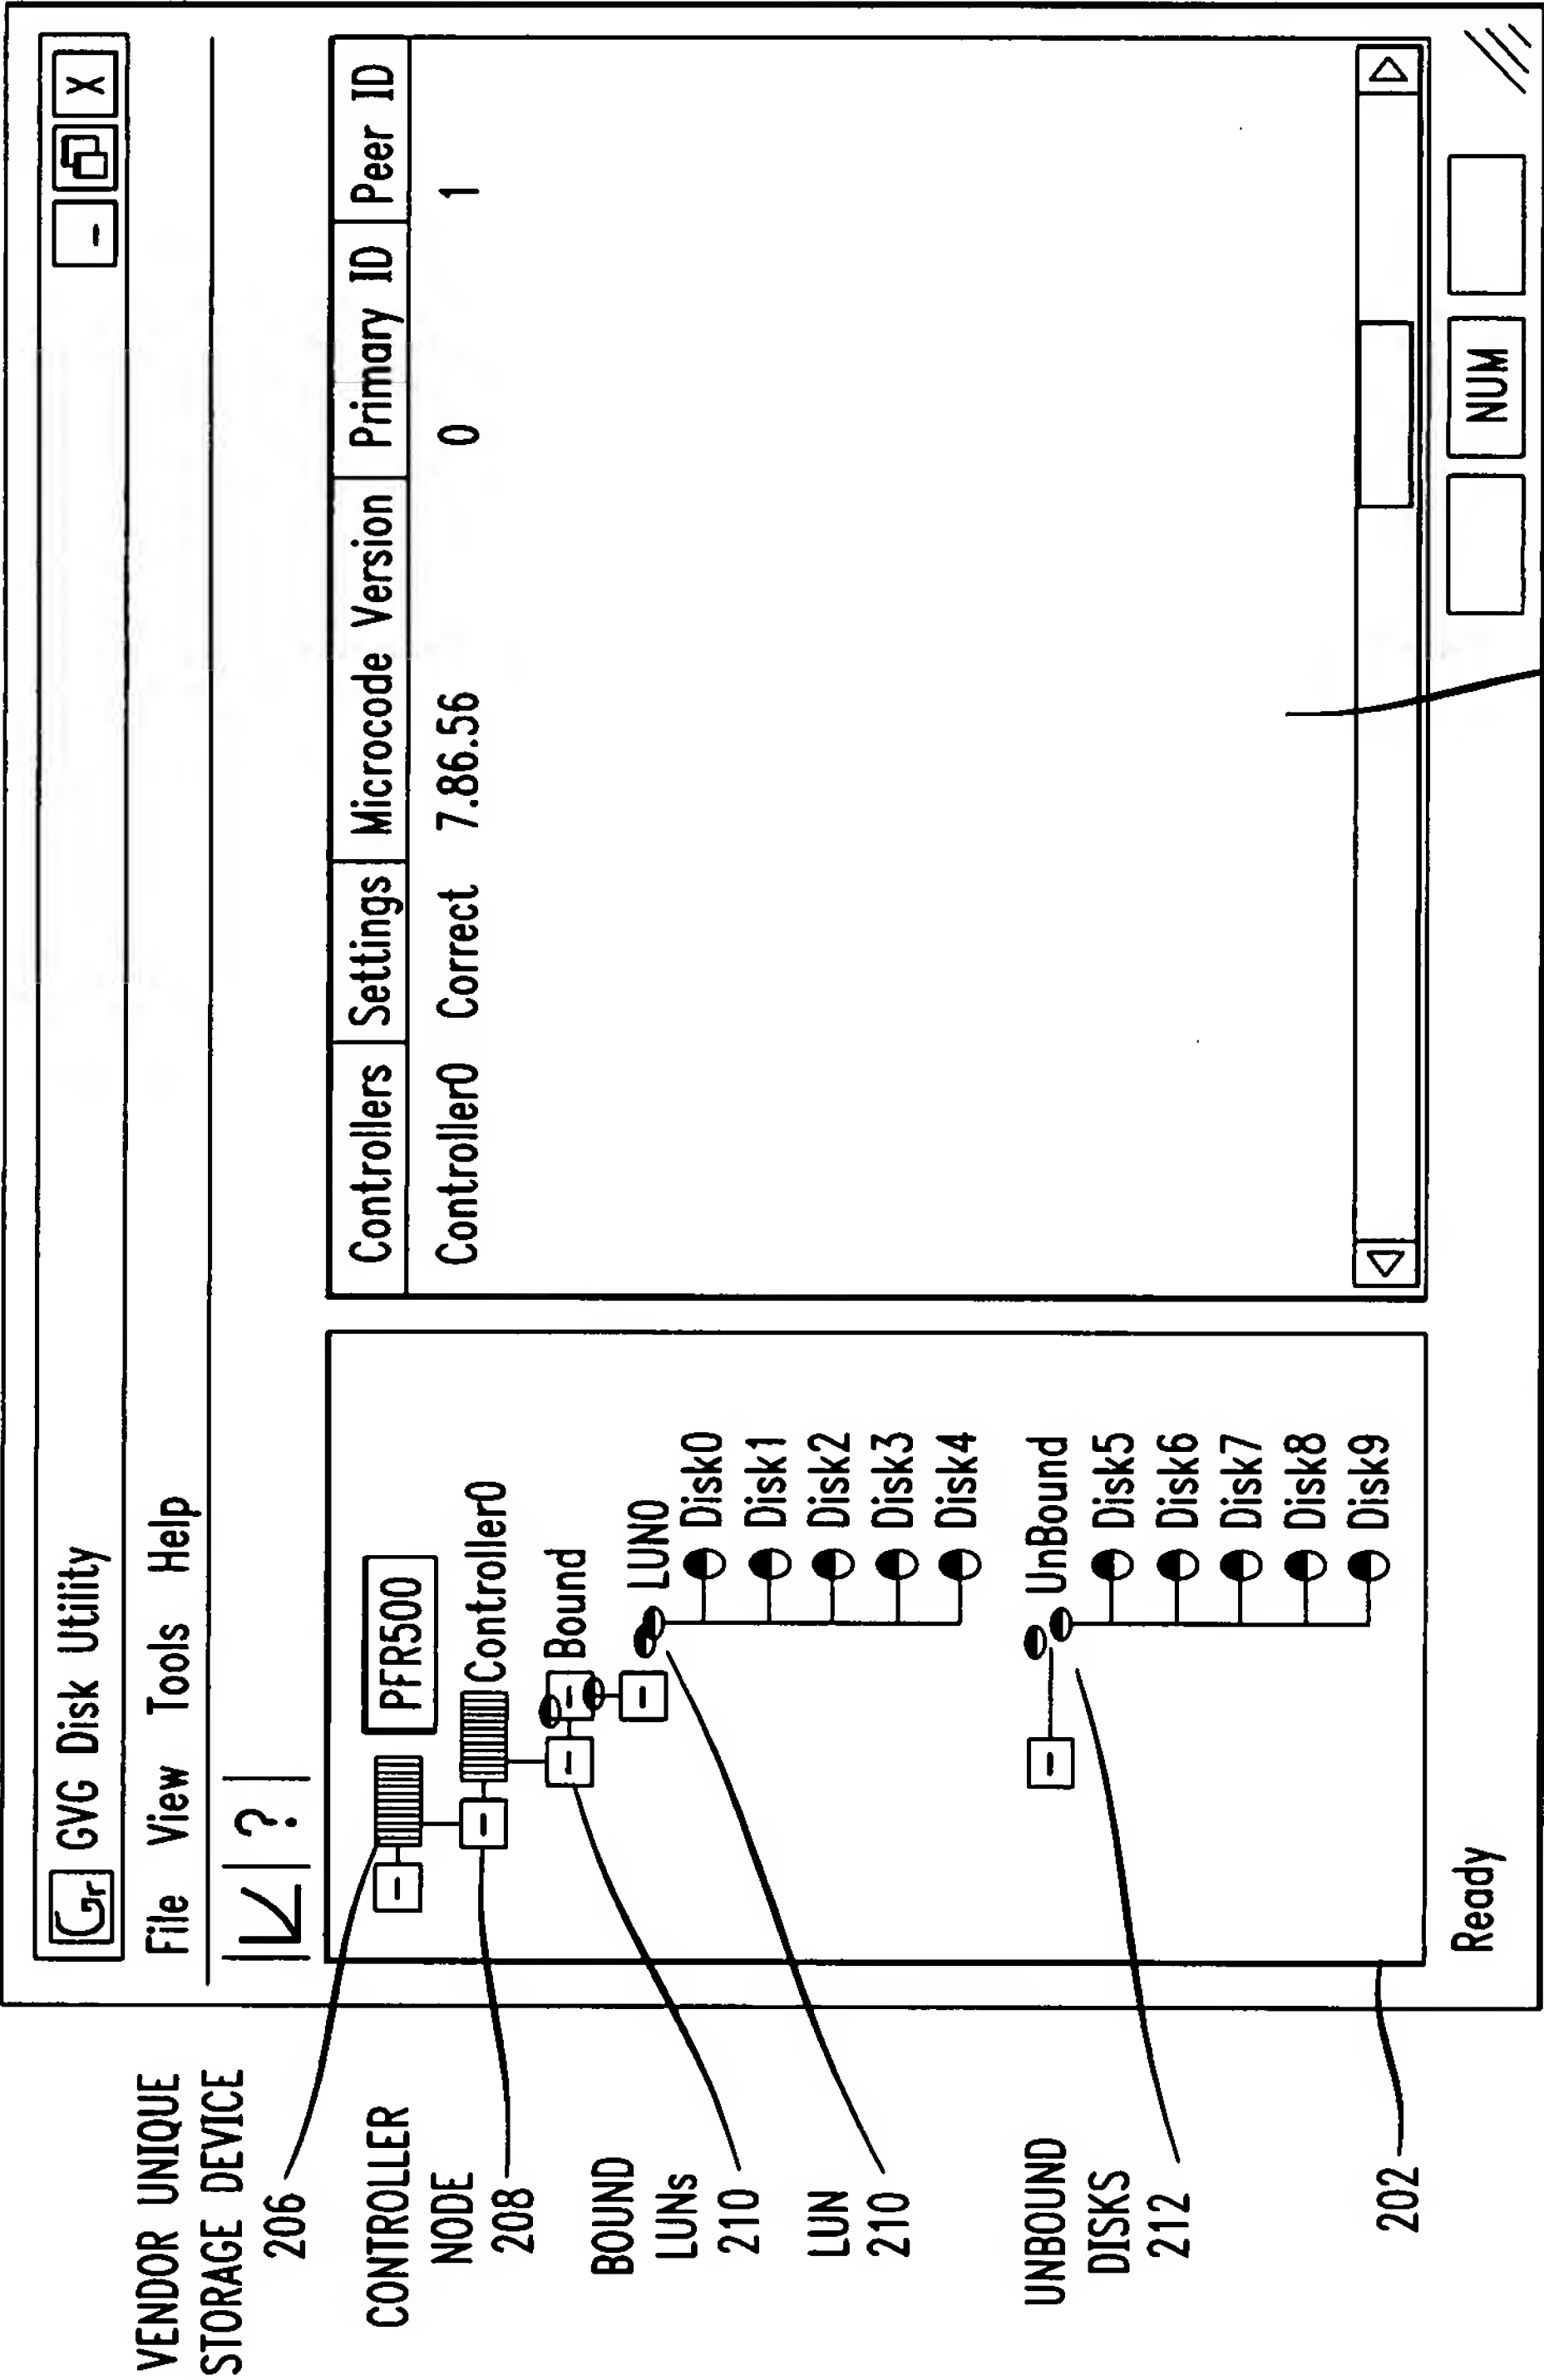 Gr GVG Disk Utility - X
File View Tools Help
?
PFR500
Controller0
Bound
LUN0
Disk0
Disk1
Disk2
Disk3
Disk4
UnBound
Disk5
Disk6
Disk7
Disk8
Disk9
Controllers Settings Microcode Version Primary ID Peer ID
Controller0 Correct 7.86.56 0 1
Ready NUM
VENDOR UNIQUE
STORAGE DEVICE
206
CONTROLLER
NODE
208
BOUND
LUNs
210
LUN
210
UNBOUND
DISKS
212
202